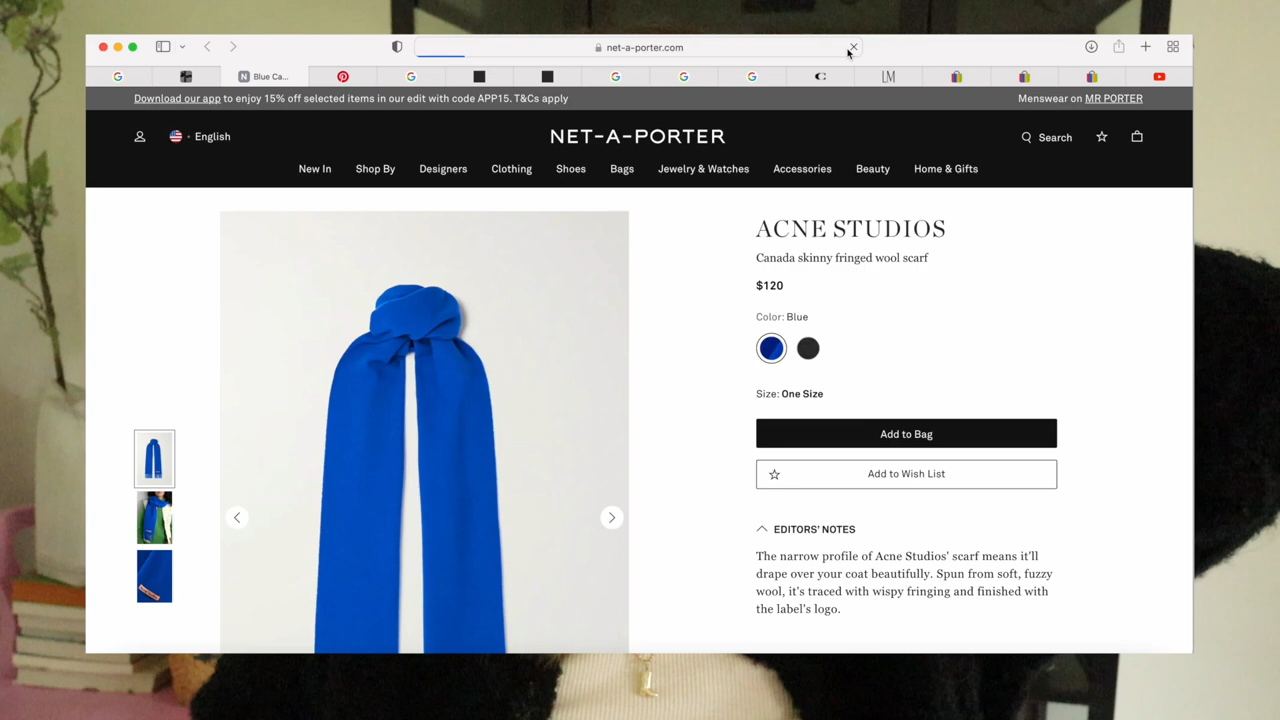 net-a-porter.com
Blue Ca...
LM
Download our app to enjoy 15% off selected items in our edit with code APP15. T&Cs apply
Menswear on MR PORTER
English
NET-A-PORTER
Search
New In
Shop By
Designers
Clothing
Shoes
Bags
Jewelry & Watches
Accessories
Beauty
Home & Gifts
ACNE STUDIOS
Canada skinny fringed wool scarf
$120
Color: Blue
Size: One Size
Add to Bag
Add to Wish List
EDITORS' NOTES
The narrow profile of Acne Studios' scarf means it'll
drape over your coat beautifully. Spun from soft, fuzzy
wool, it's traced with wispy fringing and finished with
the label's logo.